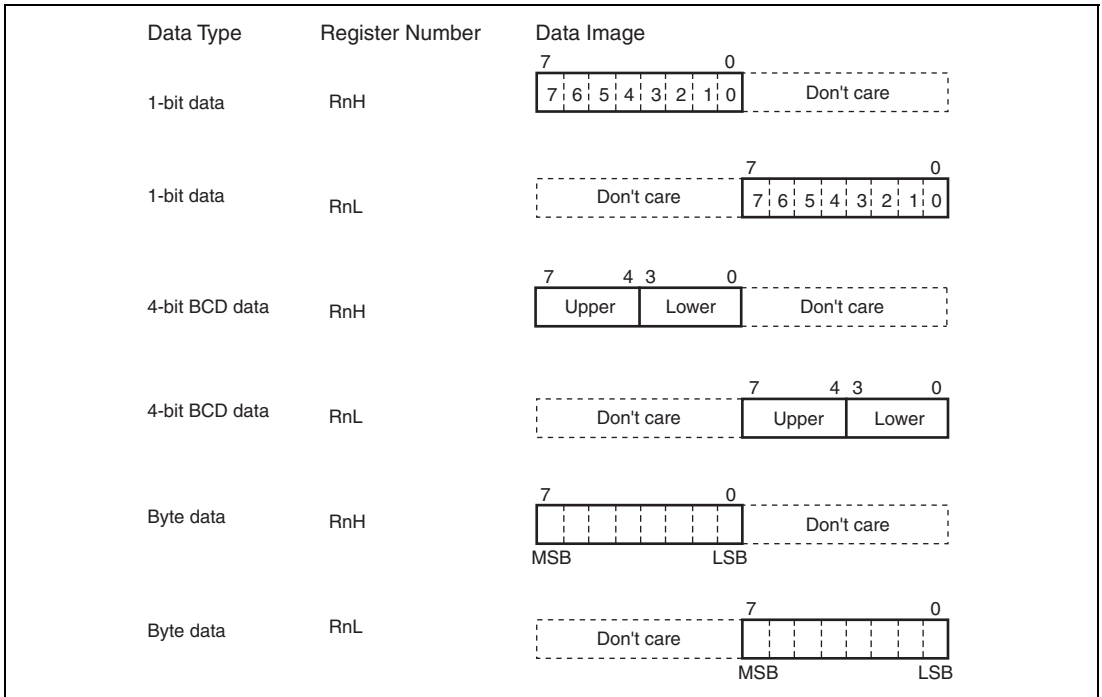 Data Type Register Number Data Image
7 0
1-bit data RnH 7 6 5 4 3 2 1 0 Don't care
7 0
1-bit data RnL Don't care 7 6 5 4 3 2 1 0
7 4 3 0
4-bit BCD data RnH Upper Lower Don't care
7 4 3 0
4-bit BCD data RnL Don't care Upper Lower
7 0
Byte data RnH Don't care
MSB LSB
7 0
Byte data RnL Don't care
MSB LSB